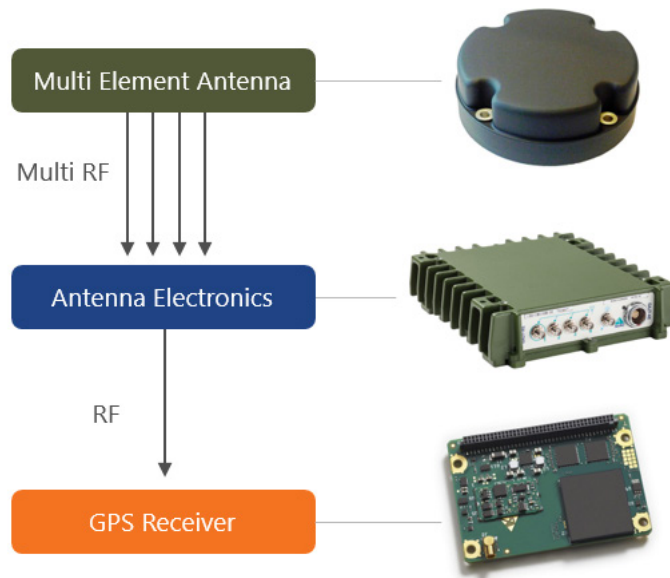 Multi Element Antenna
Multi RF
Antenna Electronics
RF
GPS Receiver